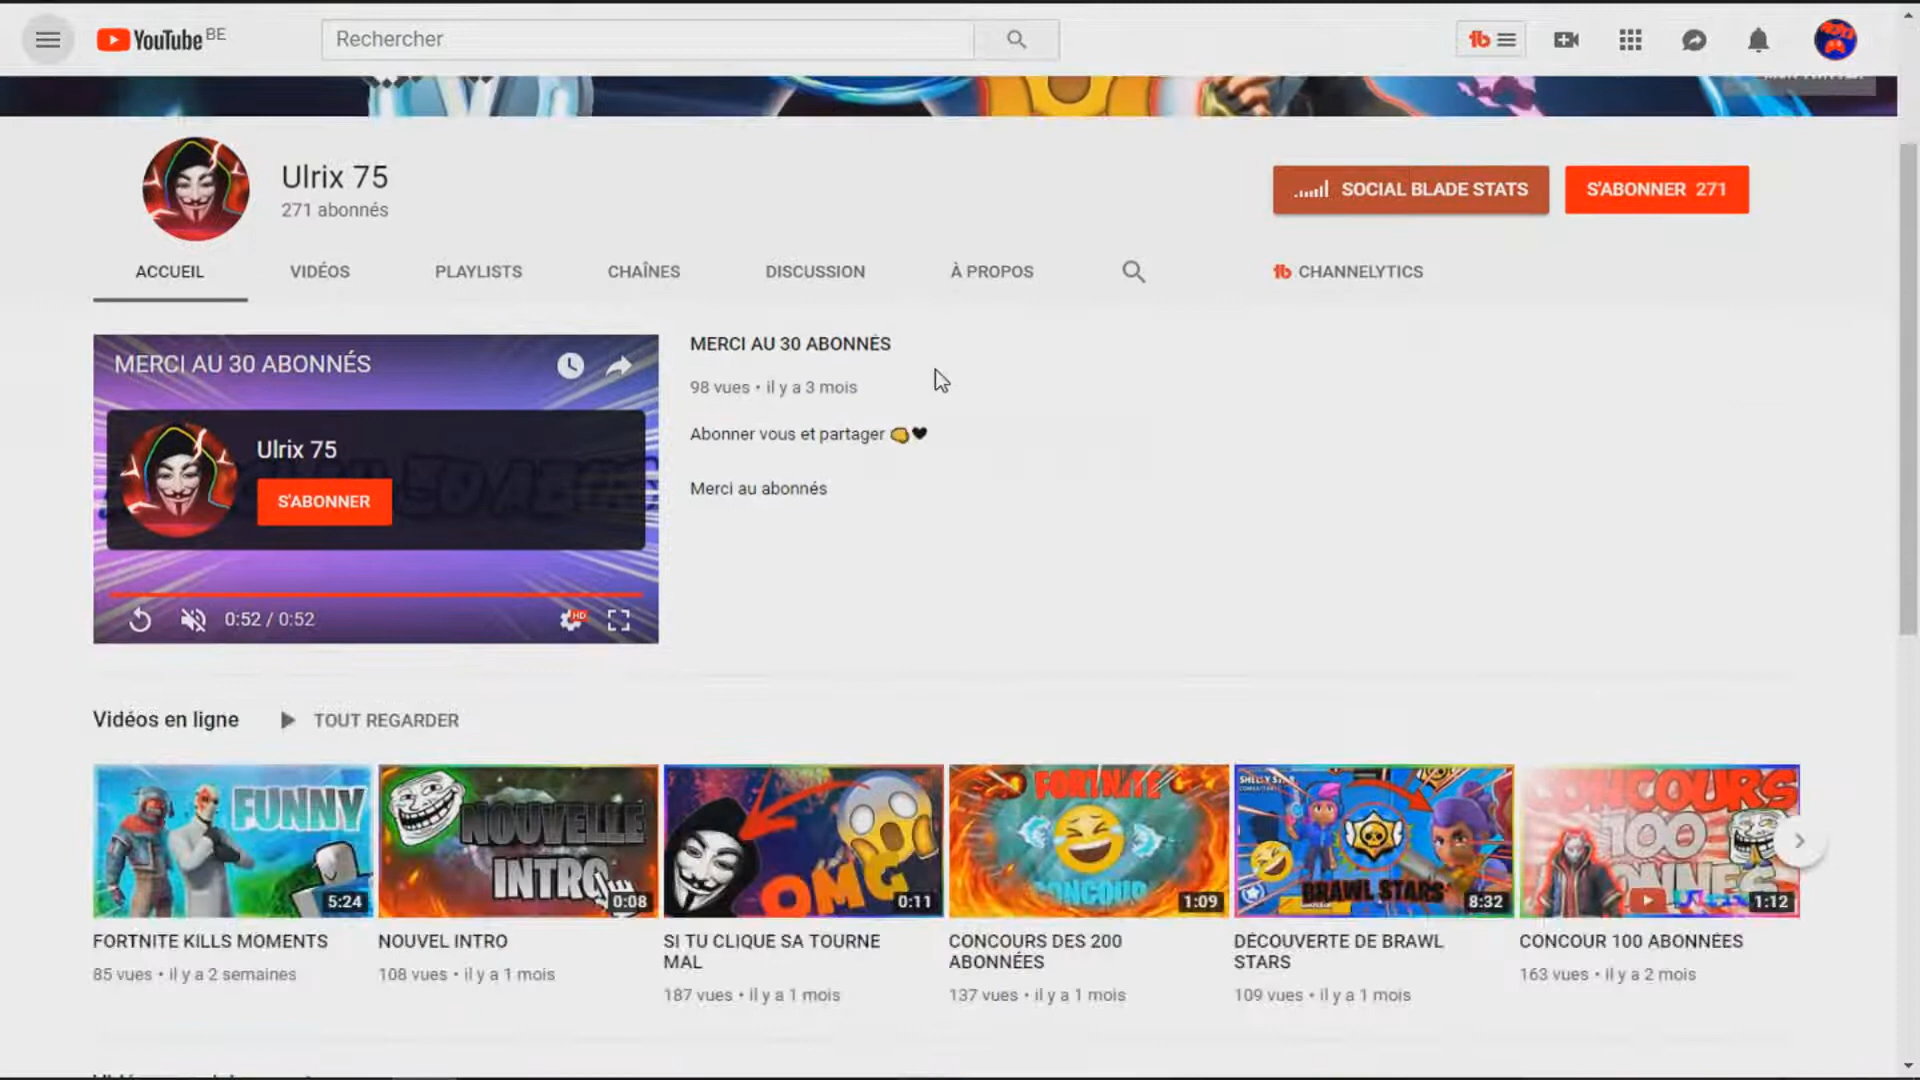 YouTube BE
Rechercher
Ulrix 75
271 abonnés
SOCIAL BLADE STATS
S'ABONNER 271
ACCUEIL
VIDÉOS
PLAYLISTS
CHAÎNES
DISCUSSION
À PROPOS
CHANNELYTICS
MERCI AU 30 ABONNÉS
Ulrix 75
S'ABONNER
0:52 / 0:52
HD
MERCI AU 30 ABONNÉS
98 vues • il y a 3 mois
Abonner vous et partager
Merci au abonnés
Vidéos en ligne
TOUT REGARDER
FUNNY
5:24
FORTNITE KILLS MOMENTS
85 vues • il y a 2 semaines
NOUVELLE
INTRO
0:08
NOUVEL INTRO
108 vues • il y a 1 mois
OMG
0:11
SI TU CLIQUE SA TOURNE
MAL
187 vues • il y a 1 mois
FORTNITE
CONCOUR
1:09
CONCOURS DES 200
ABONNÉES
137 vues • il y a 1 mois
BRAWL STARS
8:32
DÉCOUVERTE DE BRAWL
STARS
109 vues • il y a 1 mois
CONCOURS
100
1:12
CONCOUR 100 ABONNÉES
163 vues • il y a 2 mois